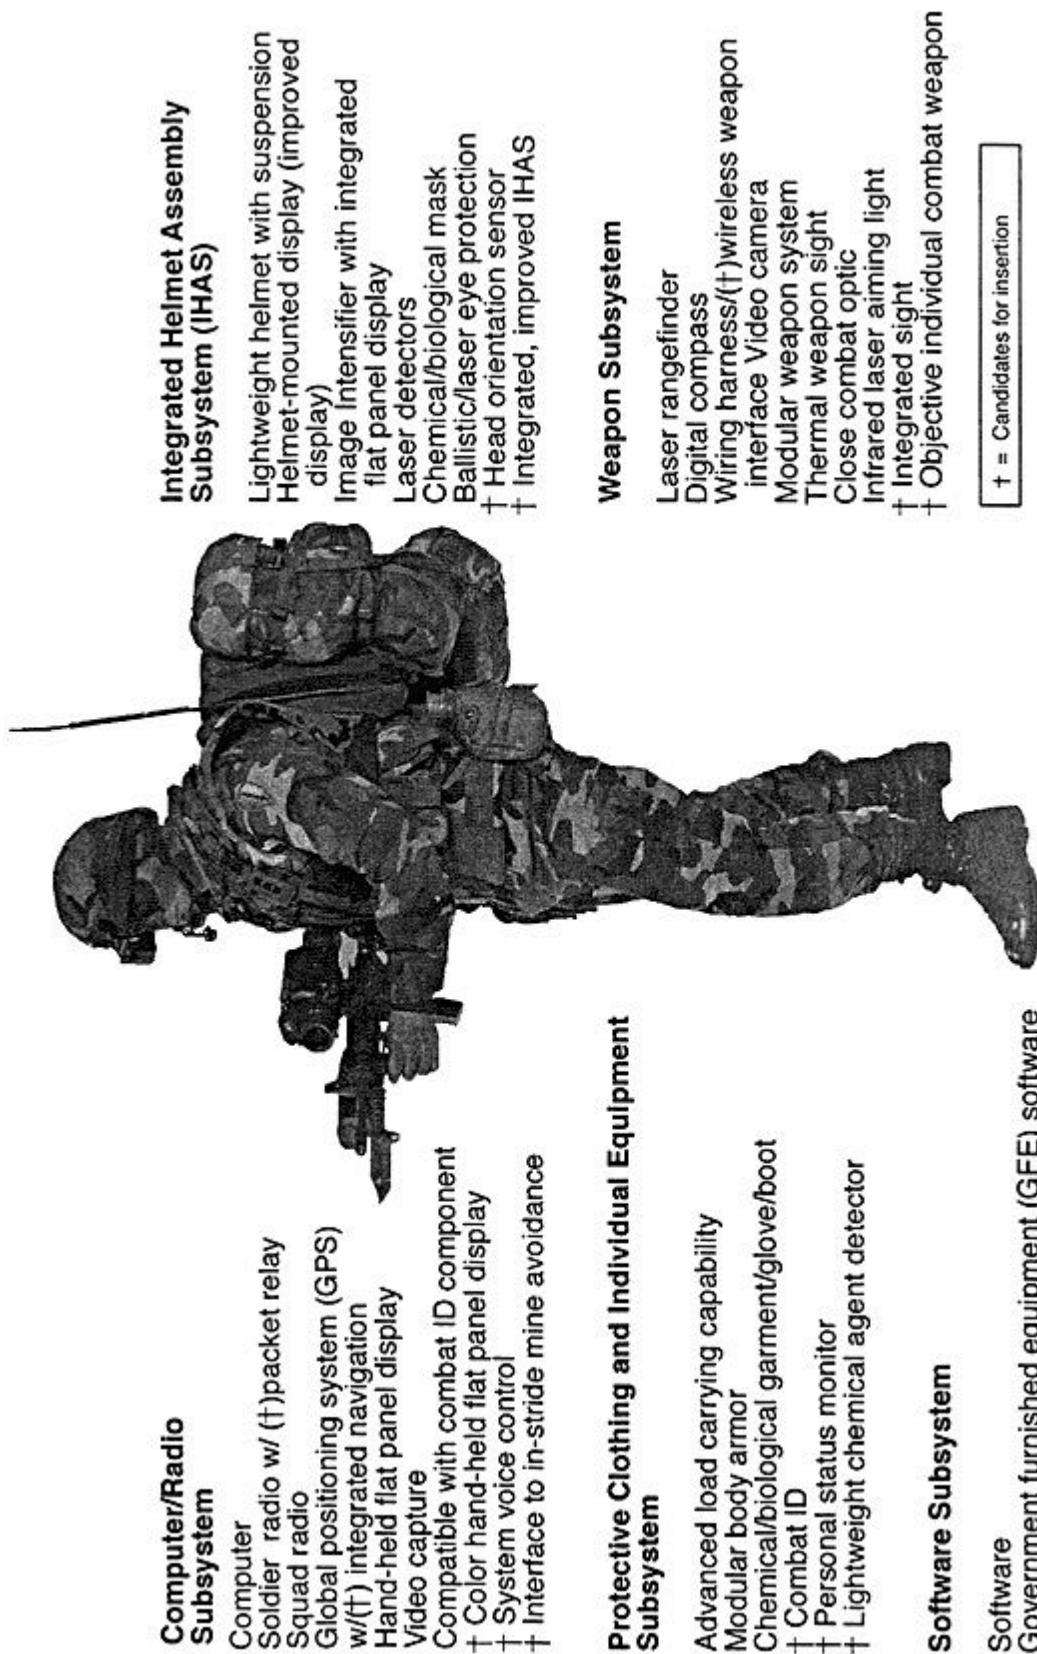 Computer/Radio
Subsystem
Computer
Soldier radio w/ (†)packet relay
Squad radio
Global positioning system (GPS)
w/(†) integrated navigation
Hand-held flat panel display
Video capture
Compatible with combat ID component
† Color hand-held flat panel display
† System voice control
† Interface to in-stride mine avoidance
Protective Clothing and Individual Equipment
Subsystem
Advanced load carrying capability
Modular body armor
Chemical/biological garment/glove/boot
† Combat ID
† Personal status monitor
† Lightweight chemical agent detector
Software Subsystem
Software
Government furnished equipment (GFE) software
Integrated Helmet Assembly
Subsystem (IHAS)
Lightweight helmet with suspension
Helmet-mounted display (improved
display)
Image Intensifier with integrated
flat panel display
Laser detectors
Chemical/biological mask
Ballistic/laser eye protection
† Head orientation sensor
† Integrated, improved IHAS
Weapon Subsystem
Laser rangefinder
Digital compass
Wiring harness/(†)wireless weapon
interface Video camera
Modular weapon system
Thermal weapon sight
Close combat optic
Infrared laser aiming light
† Integrated sight
† Objective individual combat weapon
† = Candidates for insertion